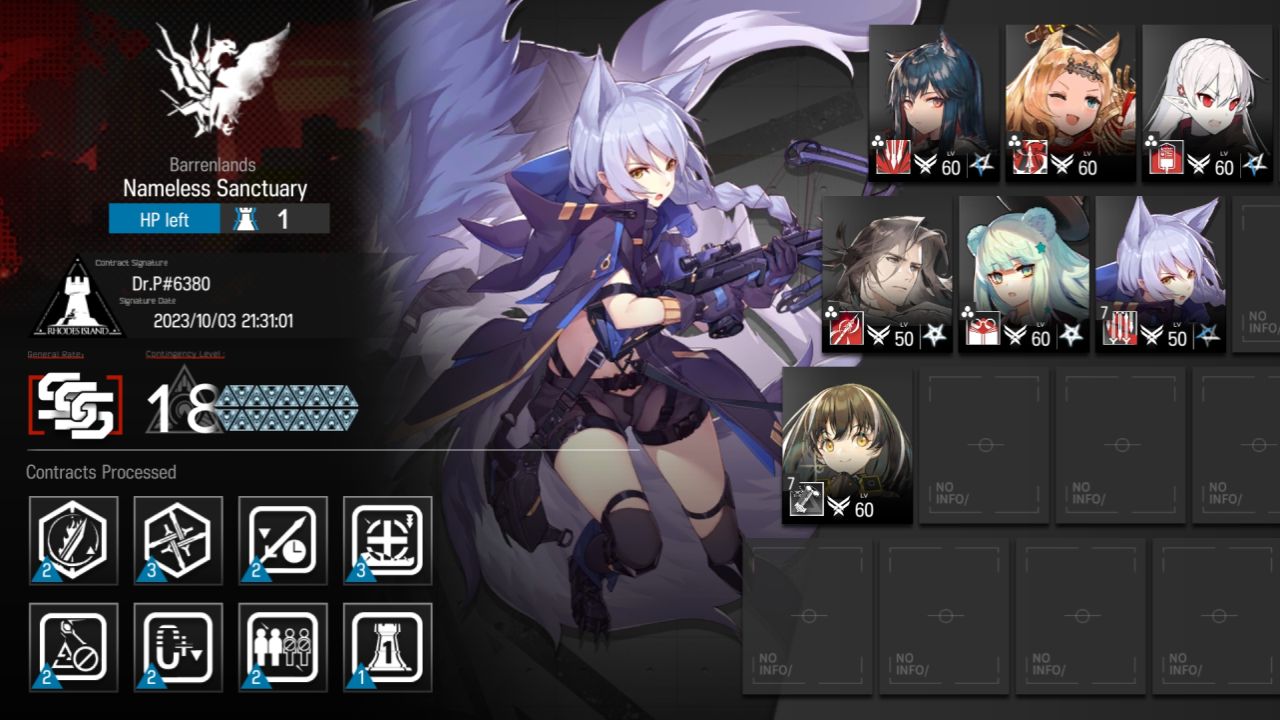 Barrenlands
Nameless Sanctuary
HP left
1
Contract Signature
Dr.P#6380
Signature Date
2023/10/03 21:31:01
RHODES ISLAND
General Rate:
Contingency Level :
SSS
18
Contracts Processed
2
3
2
3
2
2
2
1
1
LV
60
LV
60
LV
60
LV
50
LV
60
7
LV
50
NO
INFO/
7
LV
60
NO
INFO/
NO
INFO/
NO
INFO/
NO
INFO/
NO
INFO/
NO
INFO/
NO
INFO/